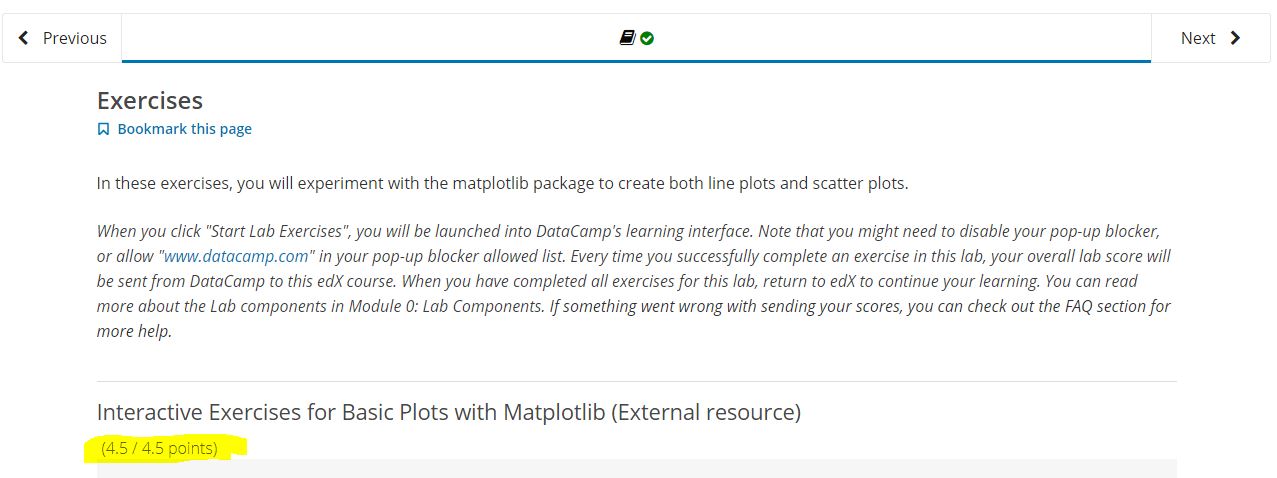 Previous
Next
Exercises
Bookmark this page
In these exercises, you will experiment with the matplotlib package to create both line plots and scatter plots.
When you click "Start Lab Exercises", you will be launched into DataCamp's learning interface. Note that you might need to disable your pop-up blocker,
or allow "www.datacamp.com" in your pop-up blocker allowed list. Every time you successfully complete an exercise in this lab, your overall lab score will
be sent from DataCamp to this edX course. When you have completed all exercises for this lab, return to edX to continue your learning. You can read
more about the Lab components in Module 0: Lab Components. If something went wrong with sending your scores, you can check out the FAQ section for
more help.
Interactive Exercises for Basic Plots with Matplotlib (External resource)
(4.5 / 4.5 points)